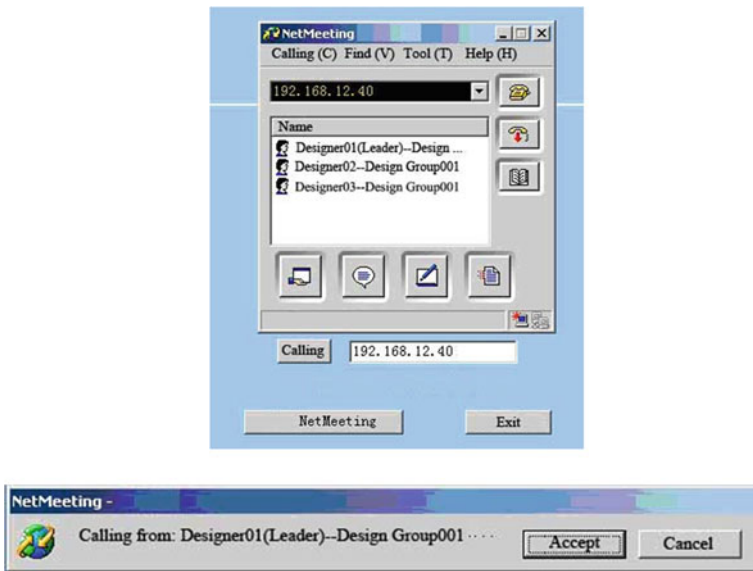 NetMeeting
Calling (C) Find (V) Tool (T) Help (H)
192.168.12.40
Name
Designer01(Leader)--Design ...
Designer02--Design Group001
Designer03--Design Group001
Calling 192.168.12.40
NetMeeting Exit
NetMeeting -
Calling from: Designer01(Leader)--Design Group001 ···· Accept Cancel